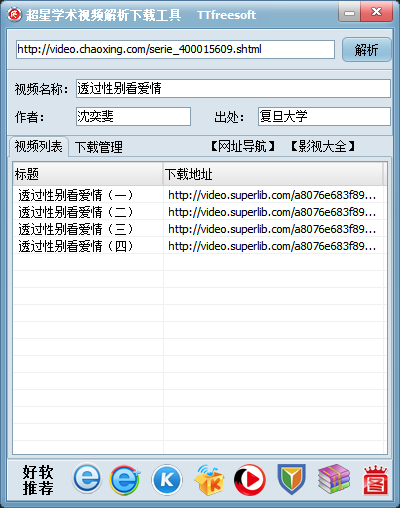 超星学术视频解析下载工具 TTfreesoft
http://video.chaoxing.com/serie_400015609.shtml 解析
视频名称: 透过性别看爱情
作者: 沈奕斐 出处: 复旦大学
视频列表 下载管理 【网址导航】 【影视大全】
标题 下载地址
透过性别看爱情（一） http://video.superlib.com/a8076e683f89...
透过性别看爱情（二） http://video.superlib.com/a8076e683f89...
透过性别看爱情（三） http://video.superlib.com/a8076e683f89...
透过性别看爱情（四） http://video.superlib.com/a8076e683f89...
好软
推荐
K
K
图